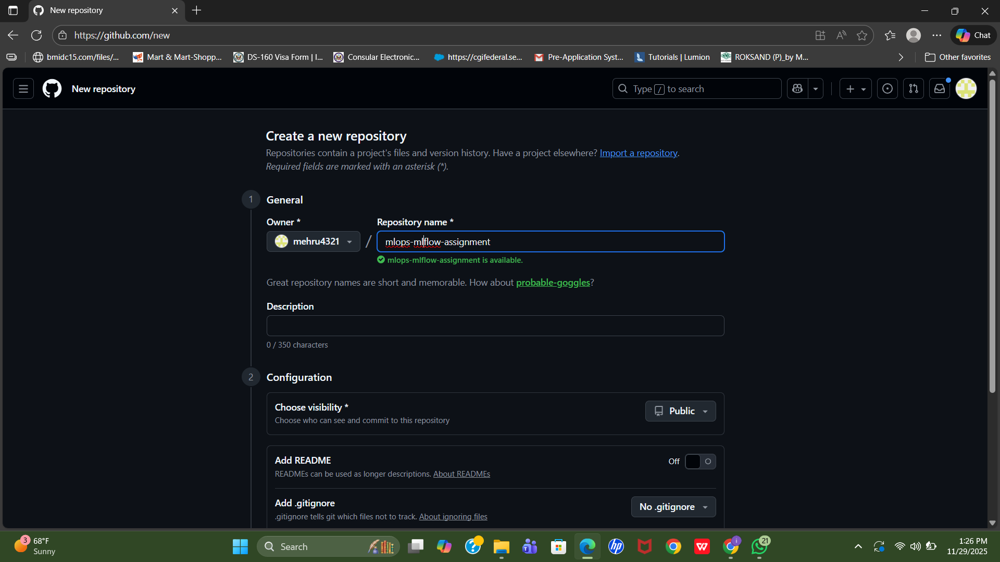 New repository
https://github.com/new
Chat
bmidc15.com/files/...
Mart & Mart-Shopp...
DS-160 Visa Form | I...
Consular Electronic...
https://cgifederal.se...
Pre-Application Syst...
Tutorials | Lumion
ROKSAND (P)_by M...
Other favorites
New repository
Type / to search
Create a new repository
Repositories contain a project's files and version history. Have a project elsewhere? Import a repository.
Required fields are marked with an asterisk (*).
1 General
Owner *
Repository name *
mehru4321
/
mlops-mlflow-assignment
mlops-mlflow-assignment is available.
Great repository names are short and memorable. How about probable-goggles?
Description
0 / 350 characters
2 Configuration
Choose visibility *
Choose who can see and commit to this repository
Public
Add README
READMEs can be used as longer descriptions. About READMEs
Off
Add .gitignore
.gitignore tells git which files not to track. About ignoring files
No .gitignore
3
68°F
Sunny
Search
21
1:26 PM
11/29/2025